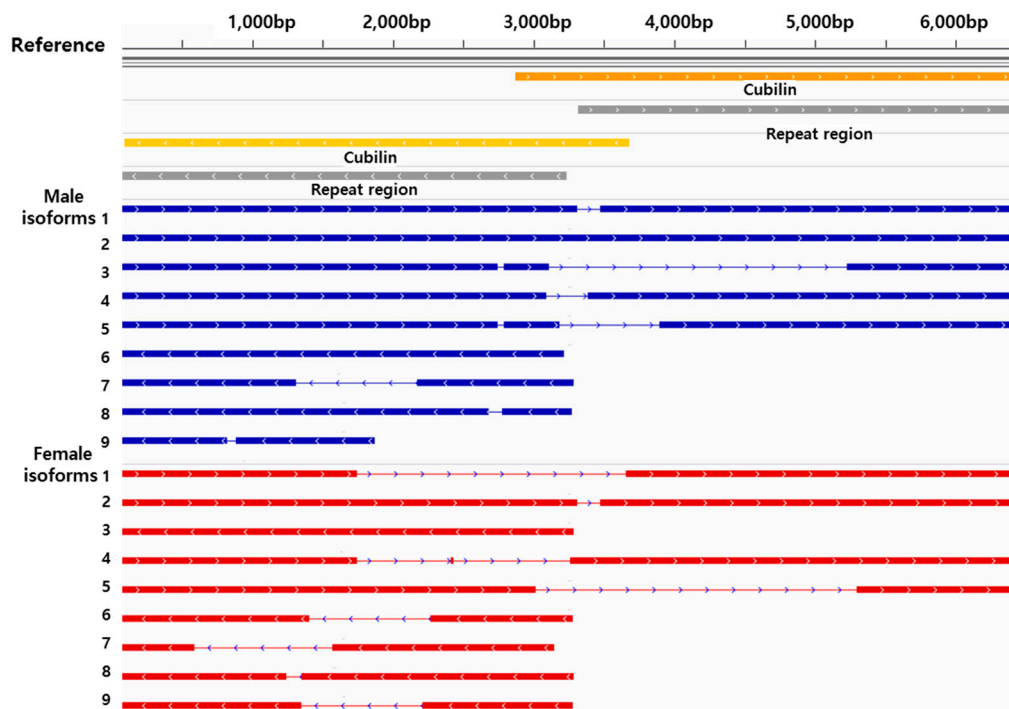 1,000bp 2,000bp 3,000bp 4,000bp 5,000bp 6,000bp
Reference
Cubilin
Repeat region
Cubilin
Repeat region
Male
isoforms 1
2
3
4
5
6
7
8
9
Female
isoforms 1
2
3
4
5
6
7
8
9